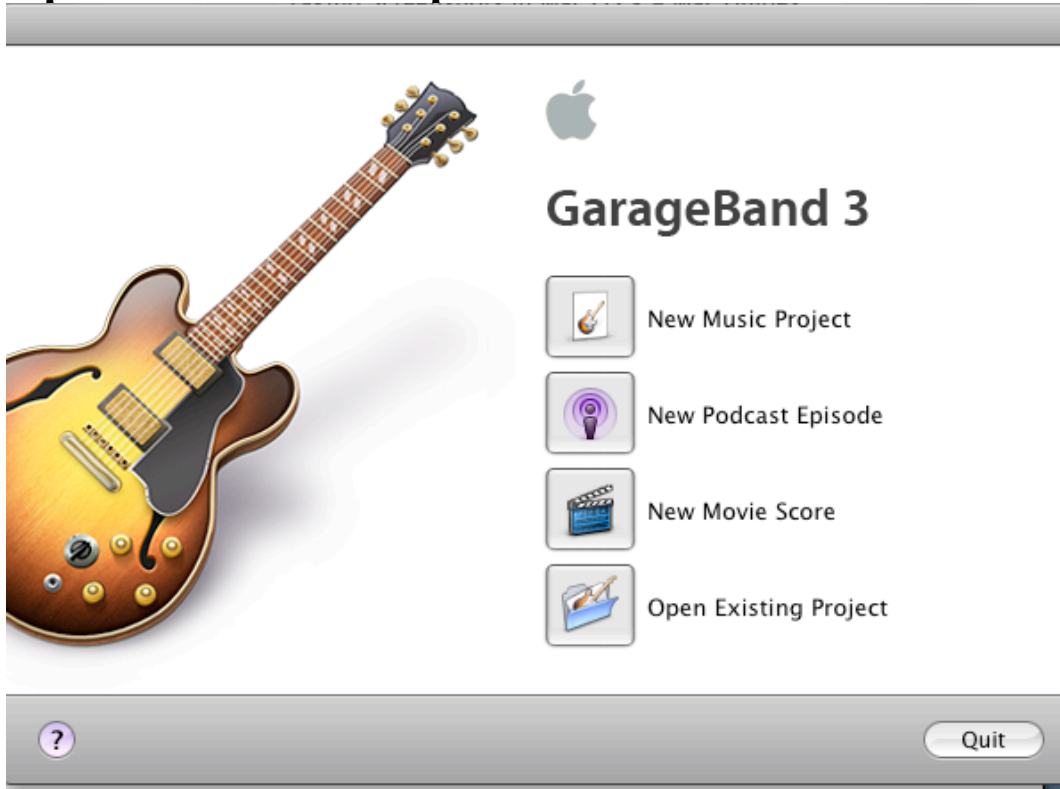 GarageBand 3
New Music Project
New Podcast Episode
New Movie Score
Open Existing Project
?
Quit